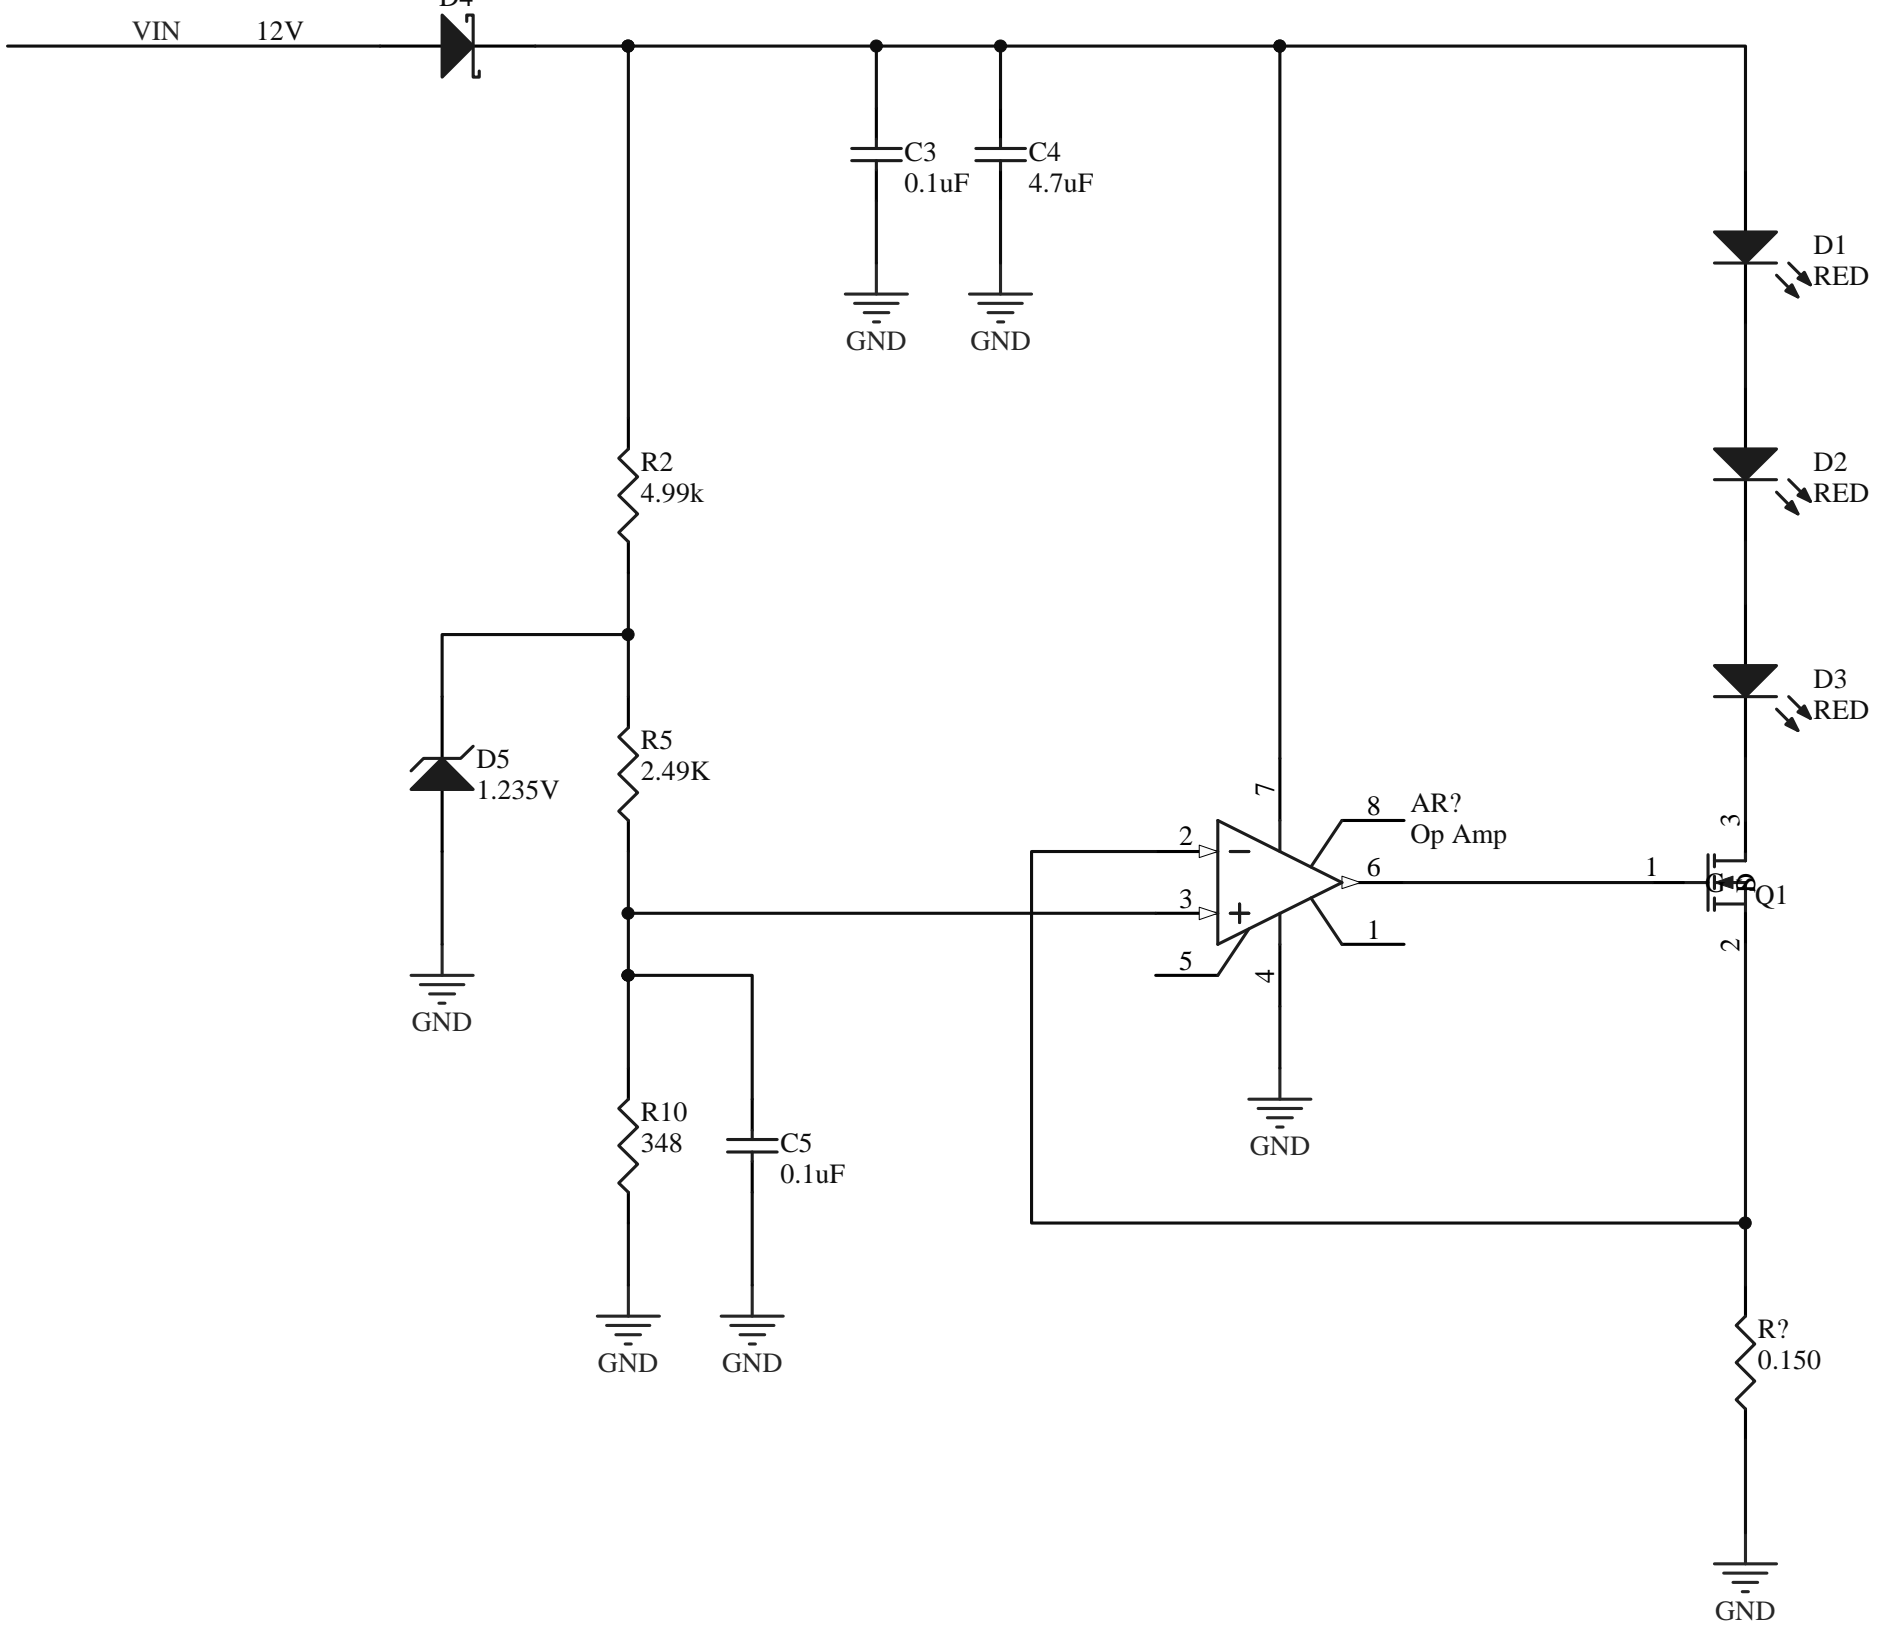 D4
VIN 12V
C3
0.1uF
C4
4.7uF
GND
GND
D1
RED
R2
4.99k
D2
RED
D3
RED
R5
2.49K
D5
1.235V
7
8
AR?
Op Amp
3
2
6
1
G
D
S
Q1
3
1
2
5
4
GND
R10
348
C5
0.1uF
GND
GND
GND
R?
0.150
GND